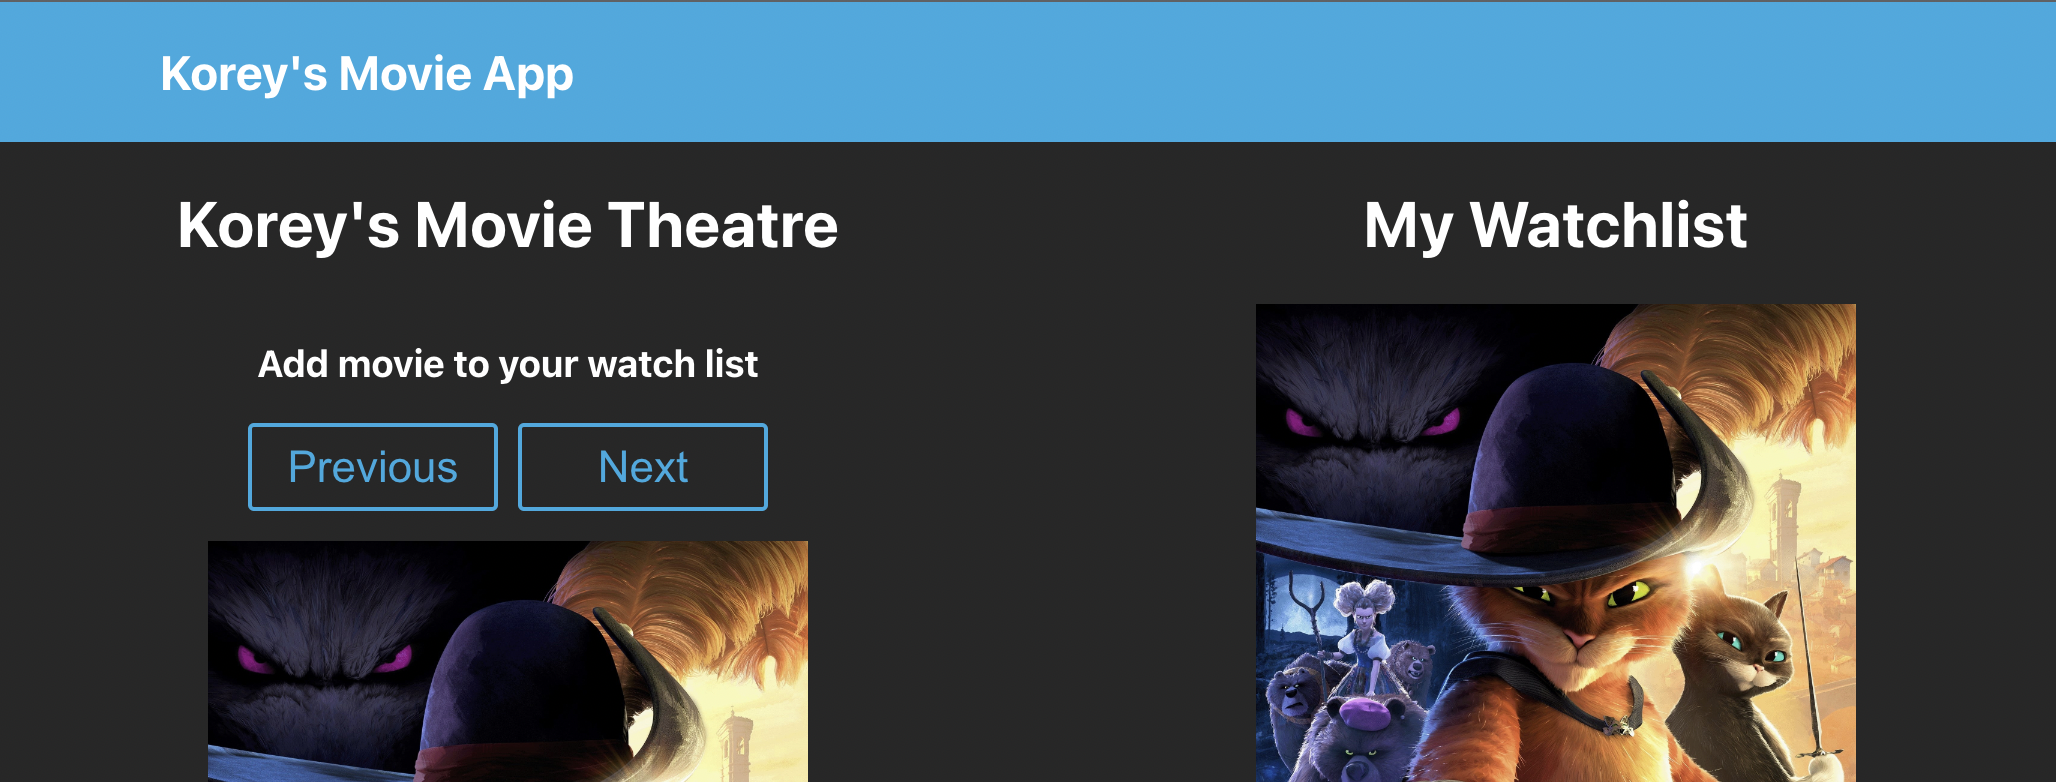 Korey's Movie App
Korey's Movie Theatre
Add movie to your watch list
Previous
Next
My Watchlist